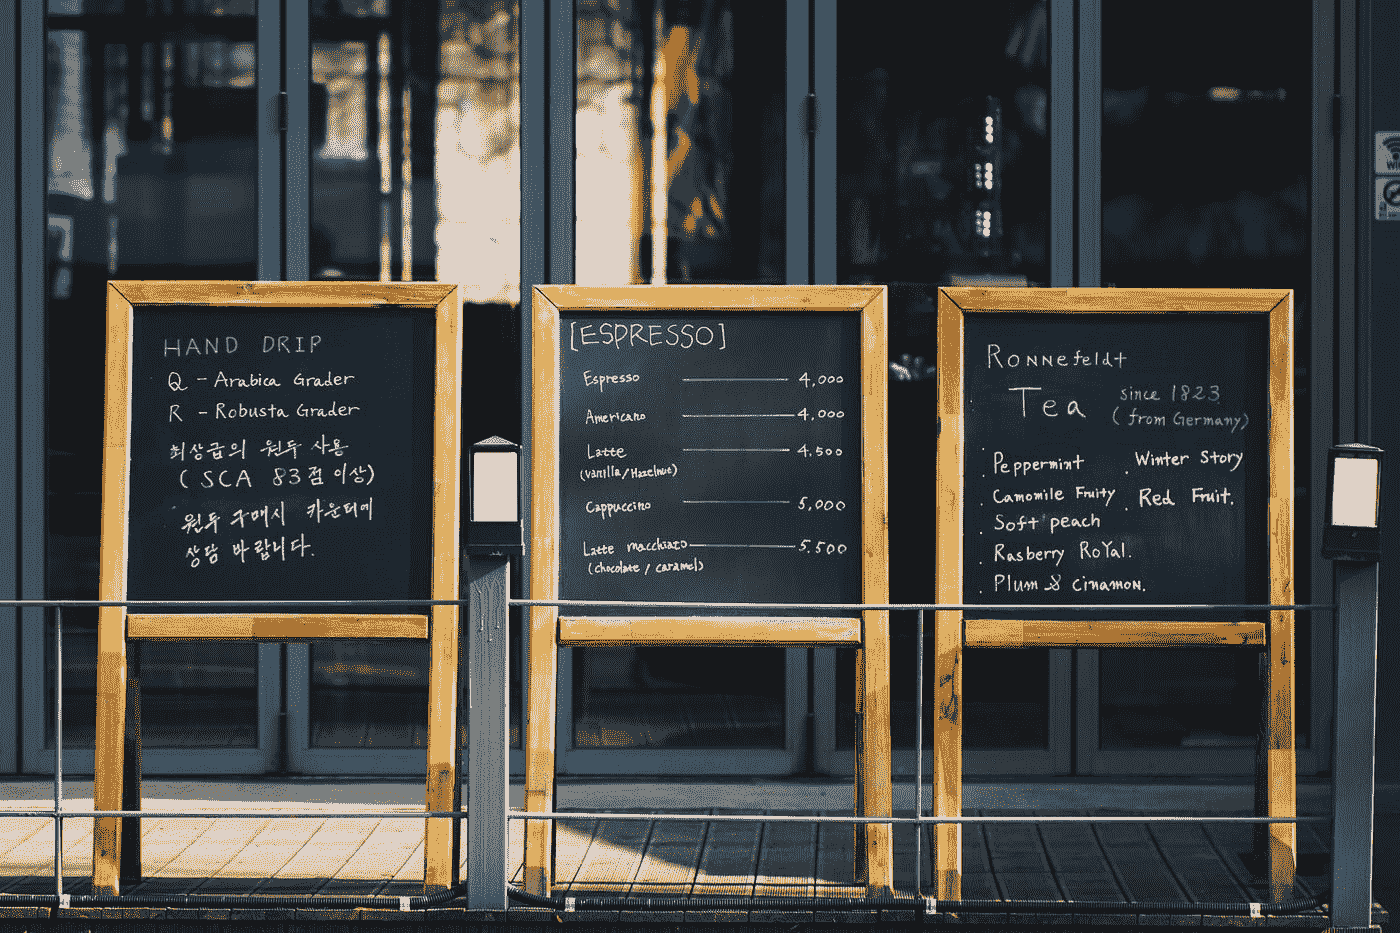 HAND DRIP
Q - Arabica Grader
R - Robusta Grader
최상급의 원두 사용
( SCA 83점 이상)
원두 구매시 카운터에
상담 바랍니다.
[ESPRESSO]
Espresso 4,000
Americano 4,000
Latte 4.500
(Vanilla/Hazelnut)
Cappuccino 5,000
Latte macchiato 5.500
(chocolate / caramel)
Ronnefeldt
Tea since 1823
( from Germany)
. Peppermint
. Camomile Fruity
. Soft peach
. Rasberry RoYal.
. Plum & cinamon.
. Winter Story
. Red Fruit.